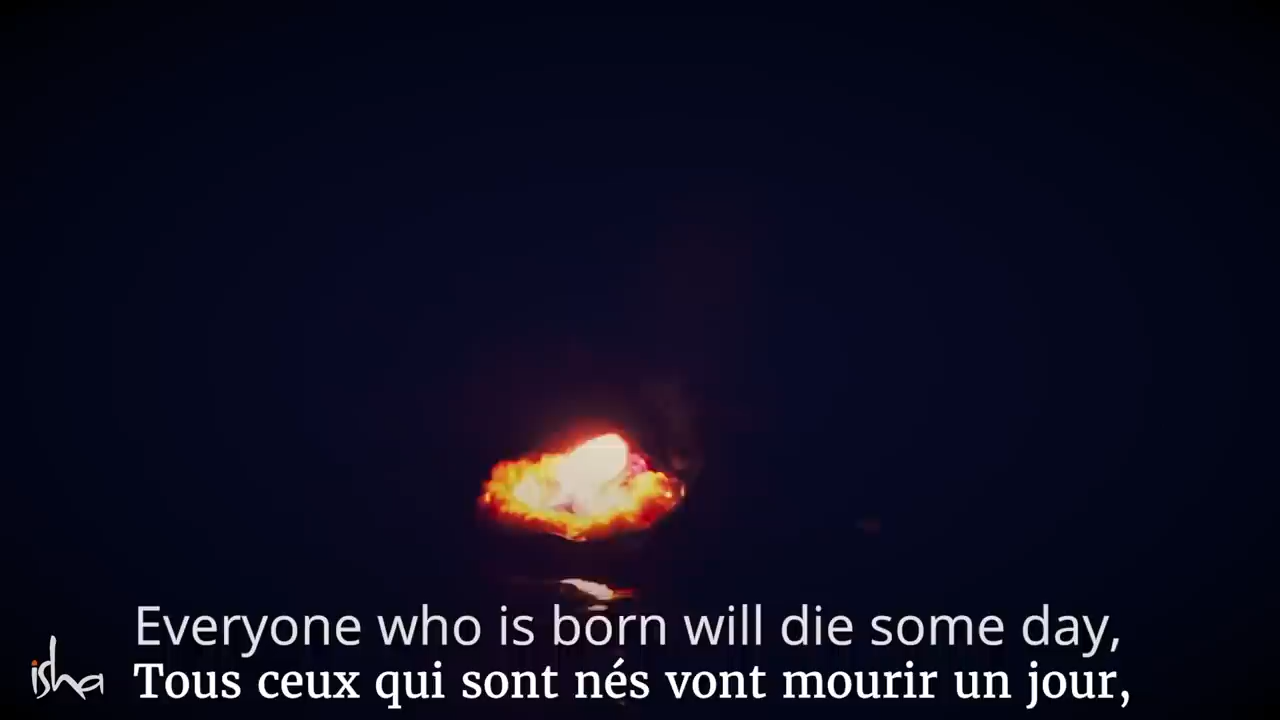 Everyone who is born will die some day,
isha
Tous ceux qui sont nés vont mourir un jour,